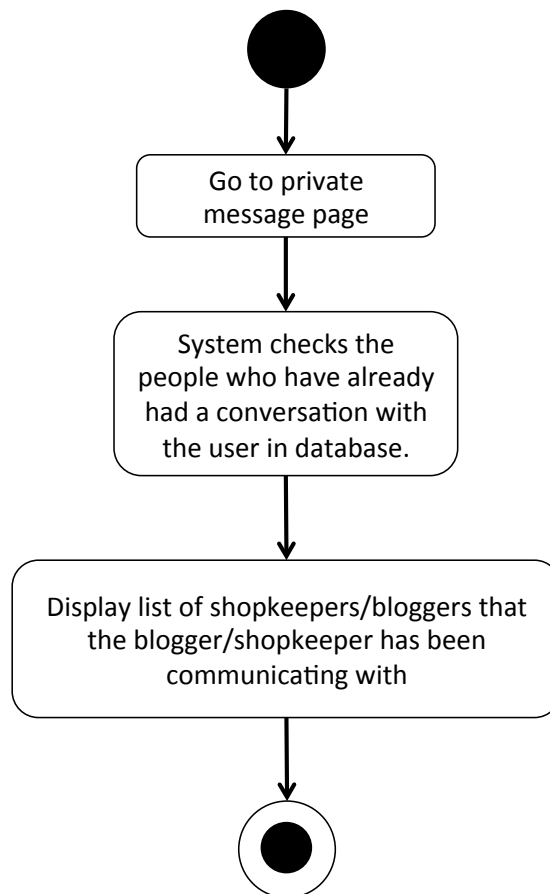 Go to private
message page
System checks the
people who have already
had a conversation with
the user in database.
Display list of shopkeepers/bloggers that
the blogger/shopkeeper has been
communicating with